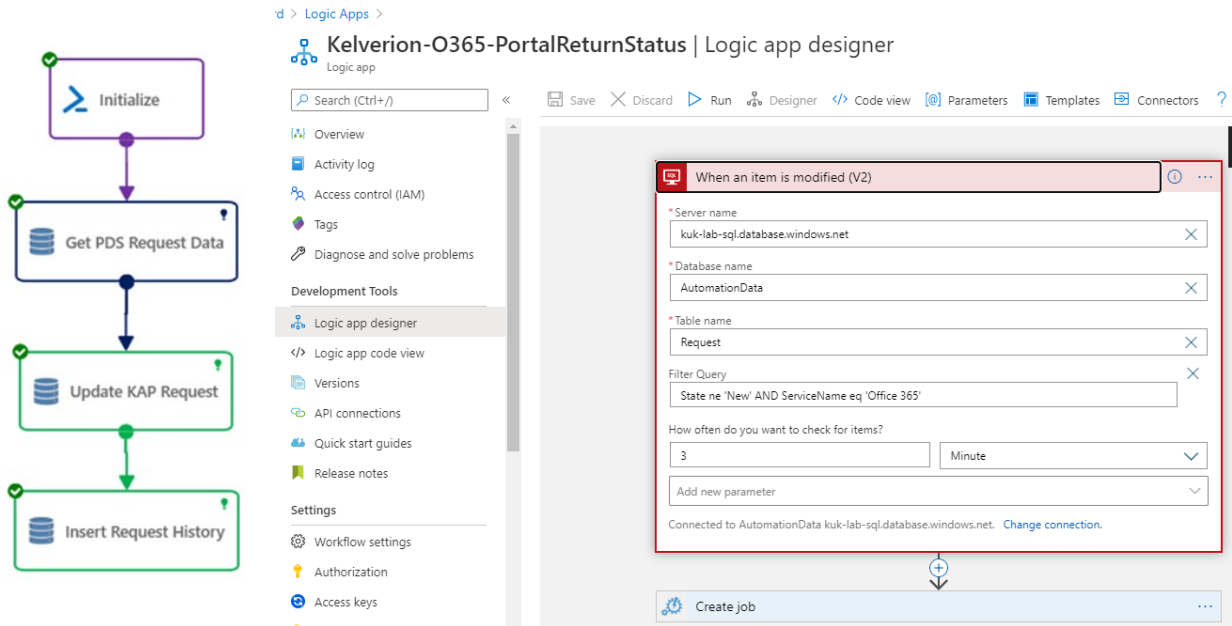 Initialize
Get PDS Request Data
Update KAP Request
Insert Request History
rd > Logic Apps >
Kelverion-O365-PortalReturnStatus | Logic app designer
Logic app
Search (Ctrl+/)
«
Overview
Activity log
Access control (IAM)
Tags
Diagnose and solve problems
Development Tools
Logic app designer
Logic app code view
Versions
API connections
Quick start guides
Release notes
Settings
Workflow settings
Authorization
Access keys
Save Discard Run Designer Code view Parameters Templates Connectors ?
SQL When an item is modified (V2)
* Server name
kuk-lab-sql.database.windows.net
* Database name
AutomationData
* Table name
Request
Filter Query
State ne 'New' AND ServiceName eq 'Office 365'
How often do you want to check for items?
3 Minute
Add new parameter
Connected to AutomationData kuk-lab-sql.database.windows.net. Change connection.
Create job